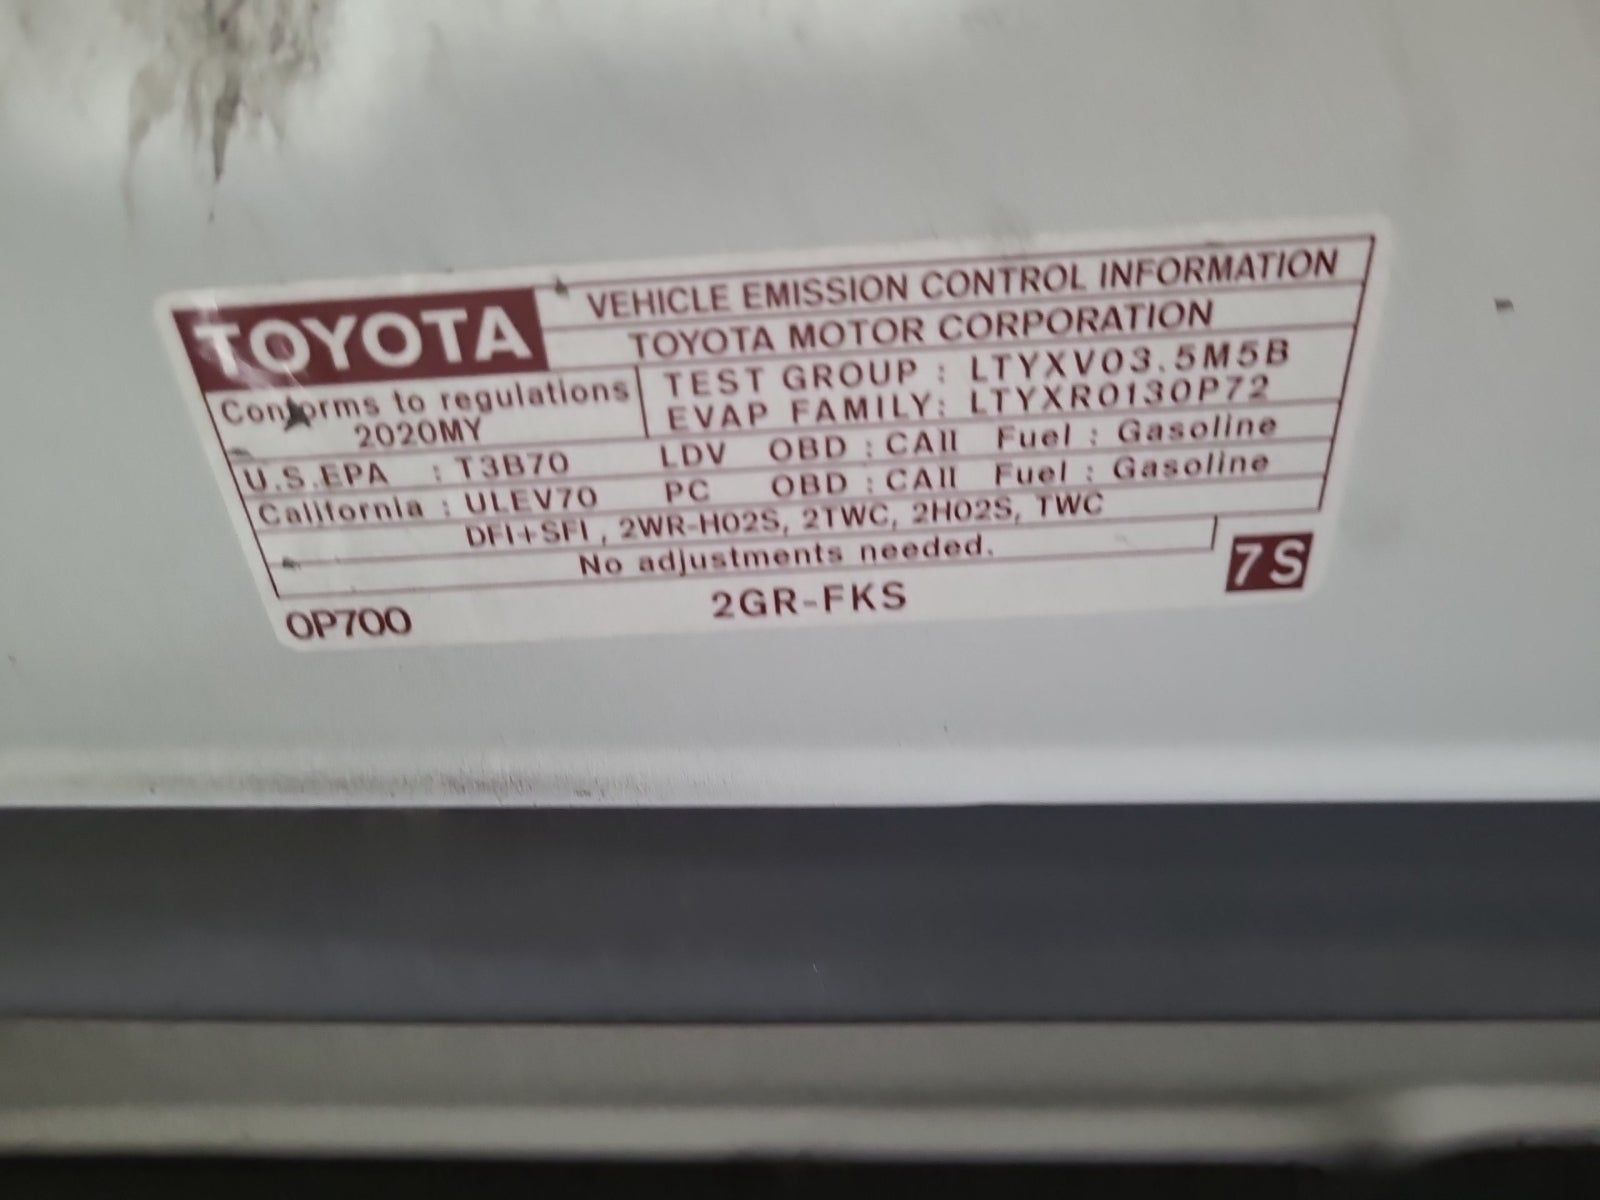 TOYOTA
VEHICLE EMISSION CONTROL INFORMATION
TOYOTA MOTOR CORPORATION
Conforms to regulations
2020MY
TEST GROUP : LTYXV03.5M5B
EVAP FAMILY: LTYXR0130P72
U.S.EPA : T3B70 LDV OBD : CAII Fuel : Gasoline
California : ULEV70 PC OBD : CAII Fuel : Gasoline
DFI+SFI , 2WR-HO2S, 2TWC, 2HO2S, TWC
No adjustments needed.
0P700
2GR-FKS
7S